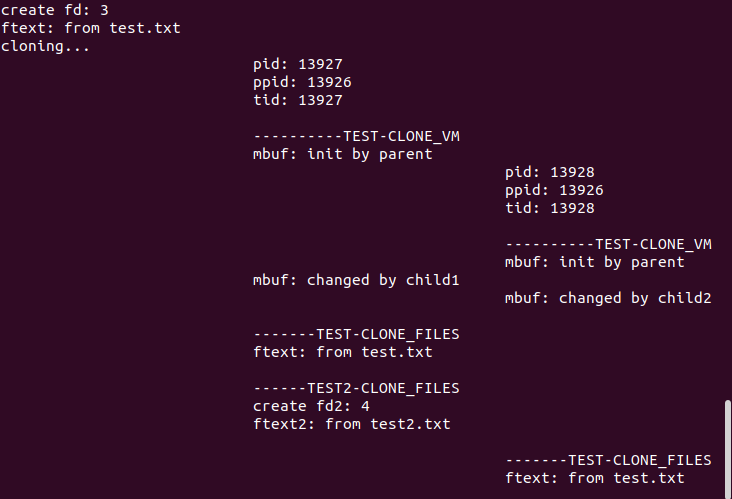 create fd: 3
ftext: from test.txt
cloning...
pid: 13927
ppid: 13926
tid: 13927
----------TEST-CLONE_VM
mbuf: init by parent
pid: 13928
ppid: 13926
tid: 13928
----------TEST-CLONE_VM
mbuf: init by parent
mbuf: changed by child1
mbuf: changed by child2
-------TEST-CLONE_FILES
ftext: from test.txt
------TEST2-CLONE_FILES
create fd2: 4
ftext2: from test2.txt
-------TEST-CLONE_FILES
ftext: from test.txt